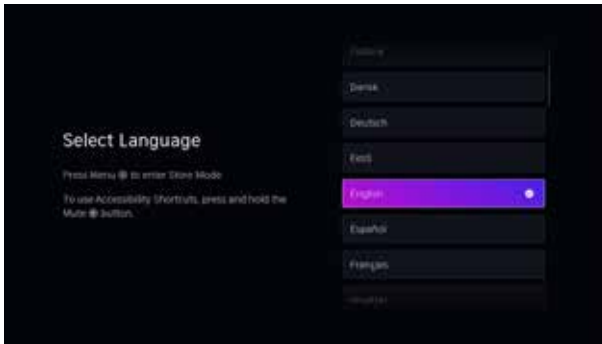 Select Language
Press Menu to enter Store Mode
To use Accessibility Shortcuts, press and hold the
Mute button.
Dansk
Deutsch
Eesti
English
Español
Français